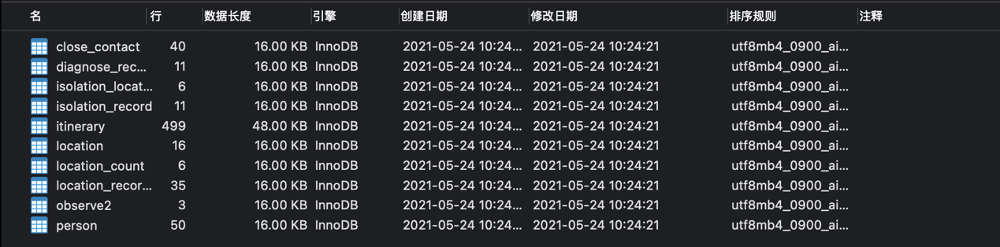 名 行 数据长度 引擎 创建日期 修改日期 排序规则 注释
close_contact 40 16.00 KB InnoDB 2021-05-24 10:24... 2021-05-24 10:24:21 utf8mb4_0900_ai...
diagnose_rec... 11 16.00 KB InnoDB 2021-05-24 10:24... 2021-05-24 10:24:21 utf8mb4_0900_ai...
isolation_locat... 6 16.00 KB InnoDB 2021-05-24 10:24... 2021-05-24 10:24:21 utf8mb4_0900_ai...
isolation_record 11 16.00 KB InnoDB 2021-05-24 10:24... 2021-05-24 10:24:21 utf8mb4_0900_ai...
itinerary 499 48.00 KB InnoDB 2021-05-24 10:24... 2021-05-24 10:24:21 utf8mb4_0900_ai...
location 16 16.00 KB InnoDB 2021-05-24 10:24... 2021-05-24 10:24:21 utf8mb4_0900_ai...
location_count 6 16.00 KB InnoDB 2021-05-24 10:24... 2021-05-24 10:24:21 utf8mb4_0900_ai...
location_recor... 35 16.00 KB InnoDB 2021-05-24 10:24... 2021-05-24 10:24:21 utf8mb4_0900_ai...
observe2 3 16.00 KB InnoDB 2021-05-24 10:24... 2021-05-24 10:24:21 utf8mb4_0900_ai...
person 50 16.00 KB InnoDB 2021-05-24 10:24... 2021-05-24 10:24:21 utf8mb4_0900_ai...